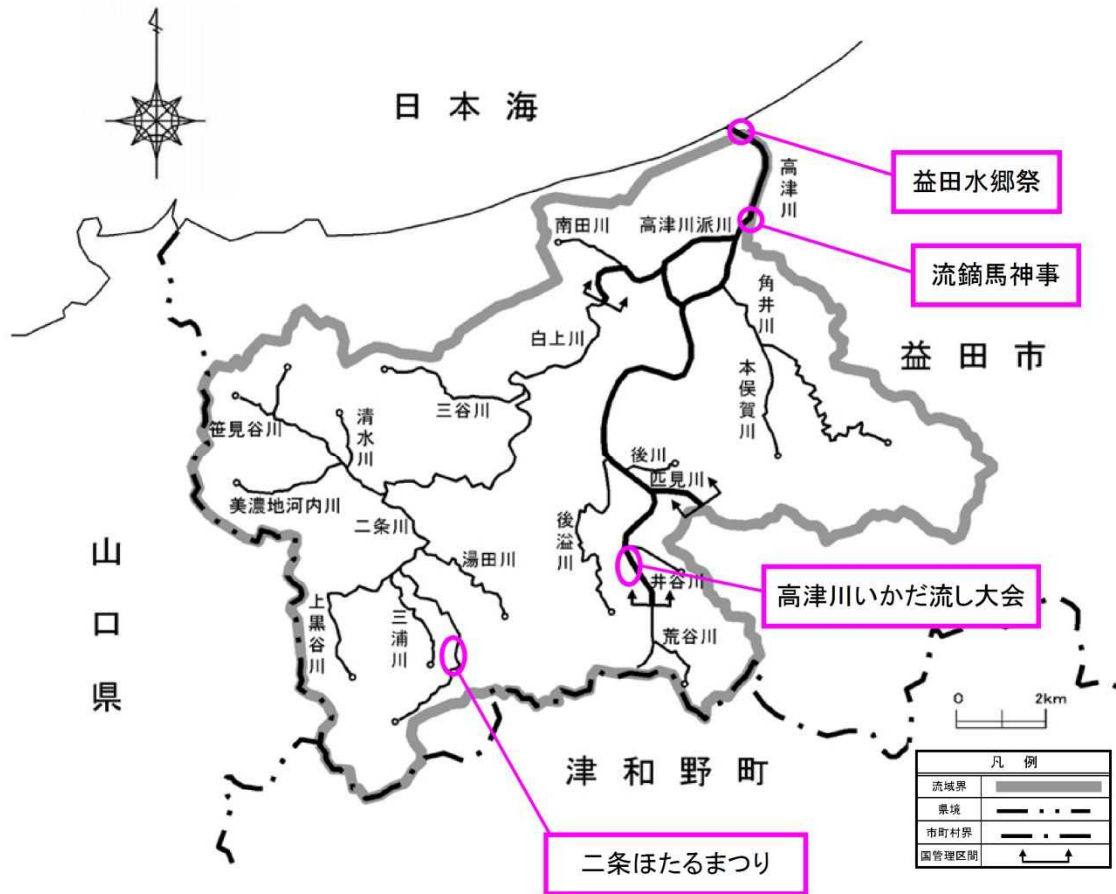 日本海
益田水郷祭
高津川
南田川
高津川派川
流鏑馬神事
角井川
白上川
益田市
本俣賀川
三谷川
清水川
笹見谷川
後川
匹見川
美濃地河内川
二条川
後溢川
湯田川
山口県
井谷川
高津川いかだ流し大会
上黒谷川
三浦川
荒谷川
0 2km
津和野町
凡 例
流域界
県境
市町村界
国管理区間
二条ほたるまつり